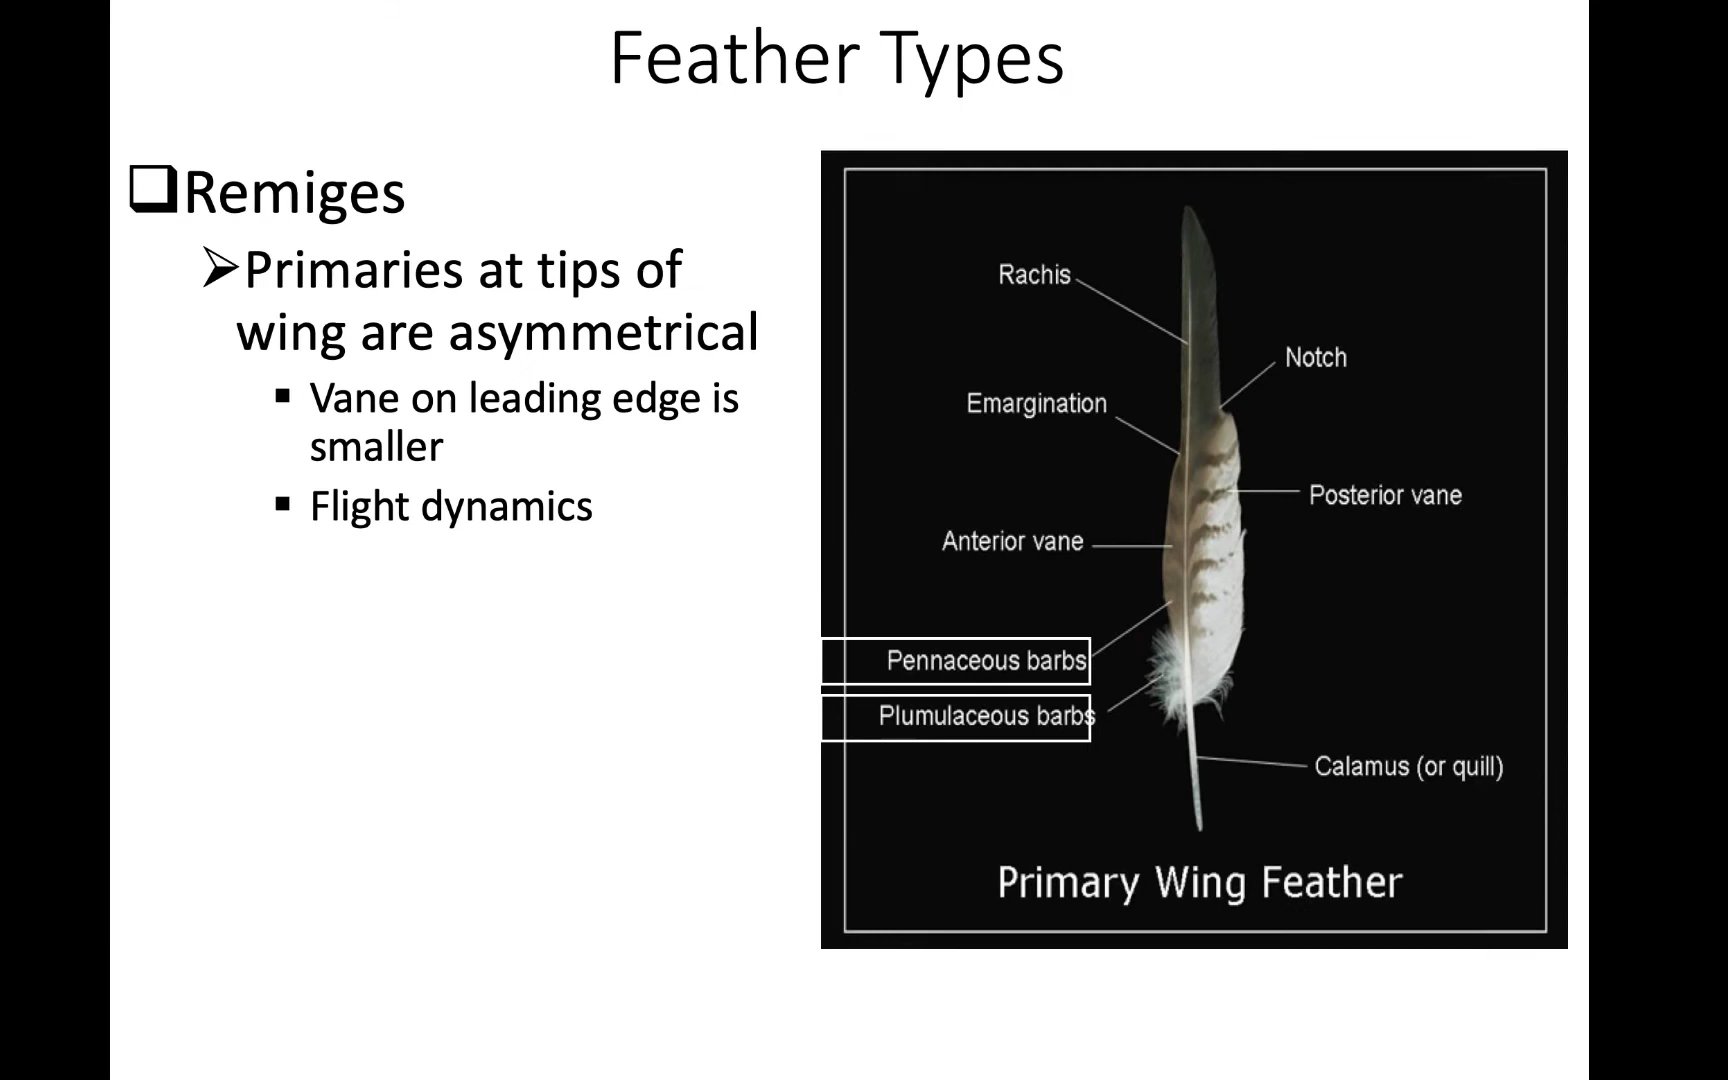 Feather Types
Remiges
Primaries at tips of
wing are asymmetrical
Vane on leading edge is
smaller
Flight dynamics
Rachis
Notch
Emargination
Posterior vane
Anterior vane
Pennaceous barbs
Plumulaceous barbs
Calamus (or quill)
Primary Wing Feather